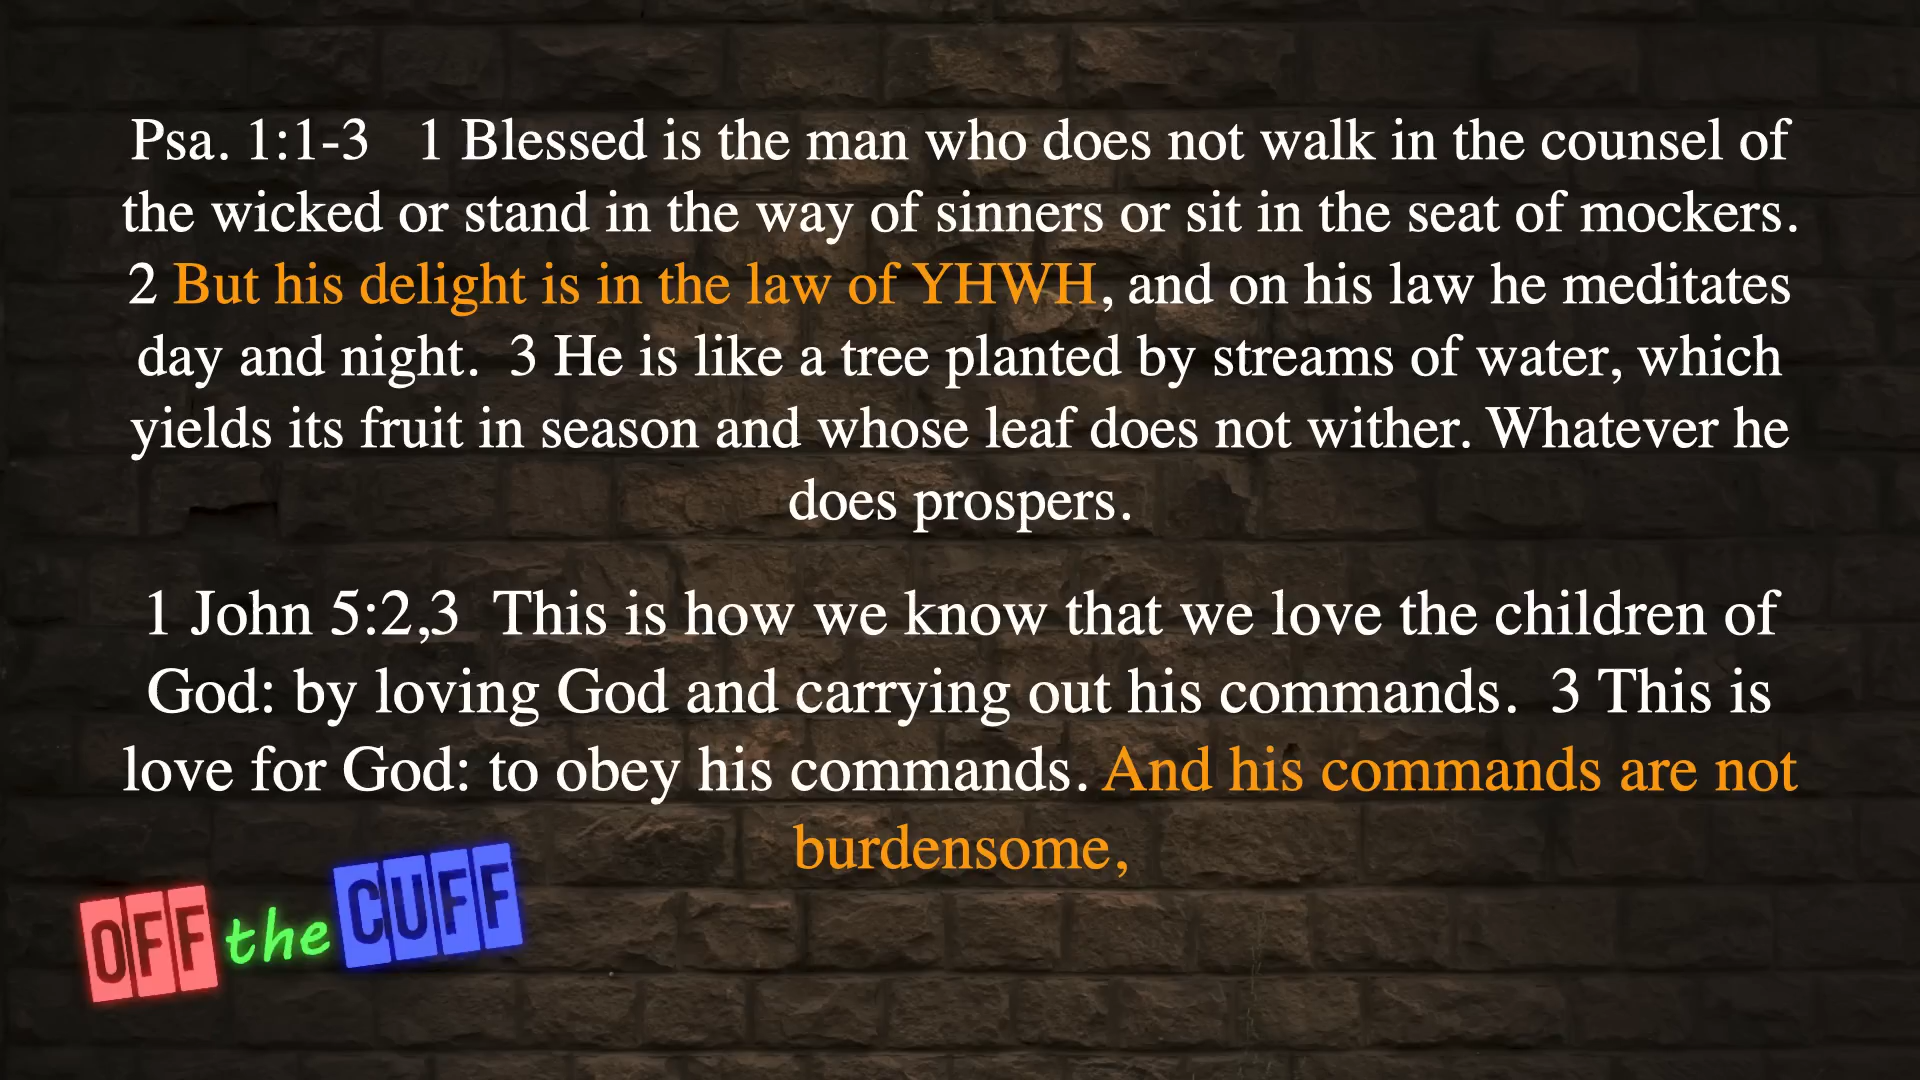 Psa. 1:1-3   1 Blessed is the man who does not walk in the counsel of
the wicked or stand in the way of sinners or sit in the seat of mockers.
2 But his delight is in the law of YHWH, and on his law he meditates
day and night.  3 He is like a tree planted by streams of water, which
yields its fruit in season and whose leaf does not wither. Whatever he
does prospers.
1 John 5:2,3  This is how we know that we love the children of
God: by loving God and carrying out his commands.  3 This is
love for God: to obey his commands. And his commands are not
burdensome,
OFF the CUFF